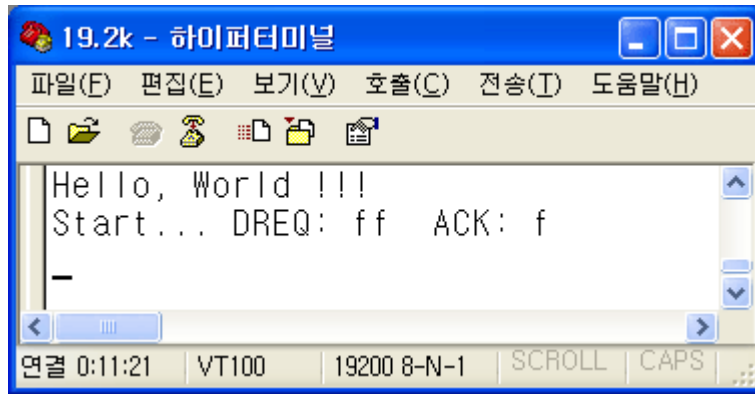 19.2k - 하이퍼터미널
파일(F) 편집(E) 보기(V) 호출(C) 전송(T) 도움말(H)
Hello, World !!!
Start... DREQ: ff ACK: f
연결 0:11:21 VT100 19200 8-N-1 SCROLL CAPS